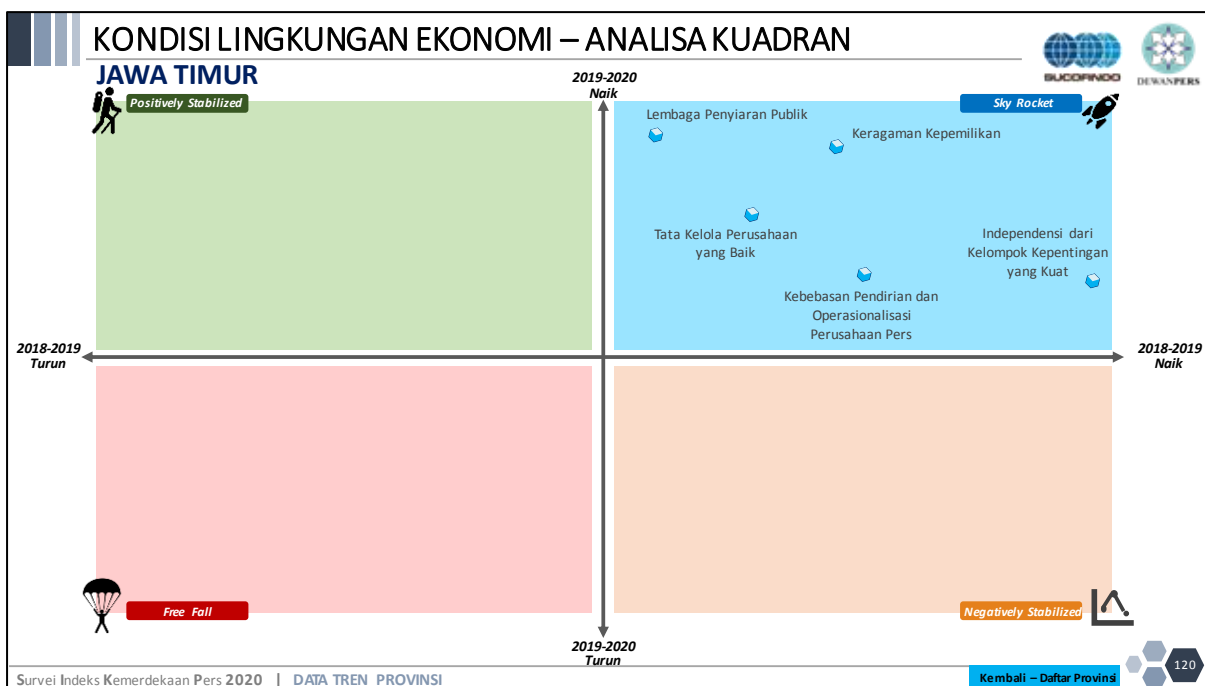 KONDISI LINGKUNGAN EKONOMI – ANALISA KUADRAN
JAWA TIMUR
SUCOFINDO
DEWAN PERS
2019-2020
Naik
Positively Stabilized
Sky Rocket
Lembaga Penyiaran Publik
Keragaman Kepemilikan
Tata Kelola Perusahaan
yang Baik
Independensi dari
Kelompok Kepentingan
yang Kuat
Kebebasan Pendirian dan
Operasionalisasi
Perusahaan Pers
2018-2019
Turun
2018-2019
Naik
Free Fall
Negatively Stabilized
2019-2020
Turun
Survei Indeks Kemerdekaan Pers 2020 | DATA TREN PROVINSI
Kembali – Daftar Provinsi
120